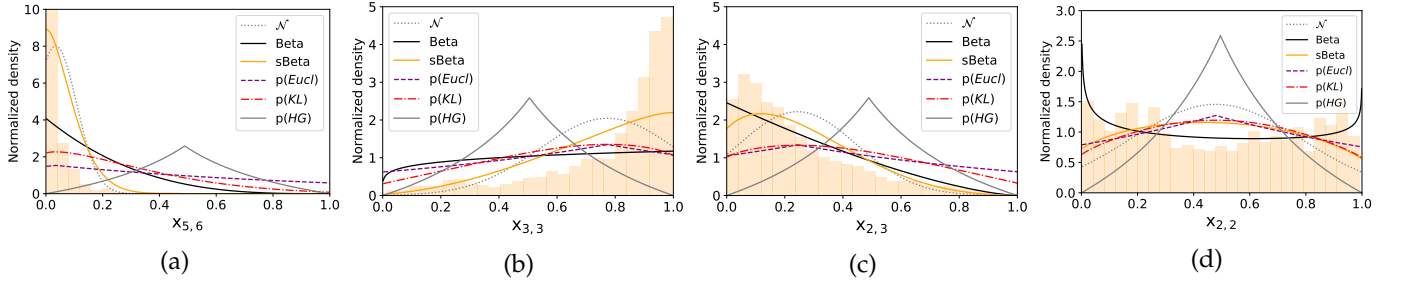 Normalized density
10
8
6
4
2
0
0.0 0.2 0.4 0.6 0.8 1.0
x5,6
𝒩
Beta
sBeta
p(Eucl)
p(KL)
p(HG)
(a)
Normalized density
5
4
3
2
1
0
0.0 0.2 0.4 0.6 0.8 1.0
x3,3
𝒩
Beta
sBeta
p(Eucl)
p(KL)
p(HG)
(b)
Normalized density
5
4
3
2
1
0
0.0 0.2 0.4 0.6 0.8 1.0
x2,3
𝒩
Beta
sBeta
p(Eucl)
p(KL)
p(HG)
(c)
Normalized density
3.0
2.5
2.0
1.5
1.0
0.5
0.0
0.0 0.2 0.4 0.6 0.8 1.0
x2,2
𝒩
Beta
sBeta
p(Eucl)
p(KL)
p(HG)
(d)